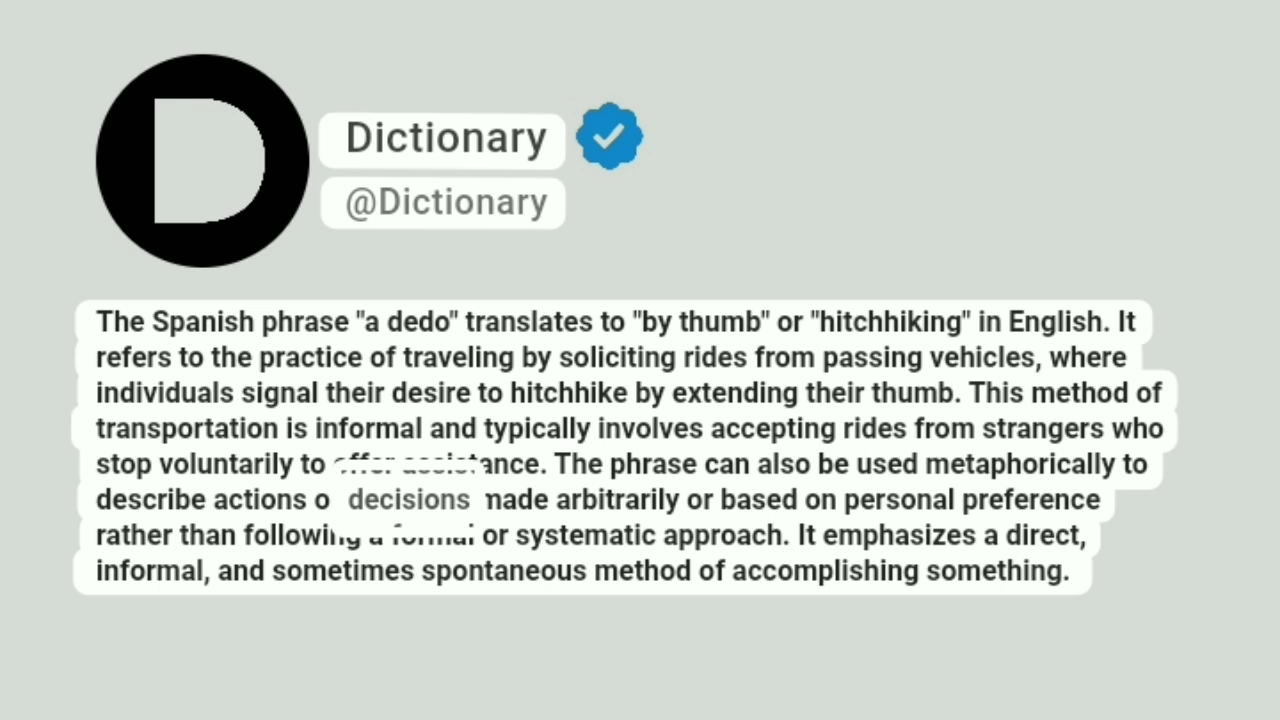 D
Dictionary
@Dictionary
The Spanish phrase "a dedo" translates to "by thumb" or "hitchhiking" in English. It
refers to the practice of traveling by soliciting rides from passing vehicles, where
individuals signal their desire to hitchhike by extending their thumb. This method of
transportation is informal and typically involves accepting rides from strangers who
stop voluntarily to offer assistance. The phrase can also be used metaphorically to
describe actions o decisions made arbitrarily or based on personal preference
rather than following a formal or systematic approach. It emphasizes a direct,
informal, and sometimes spontaneous method of accomplishing something.